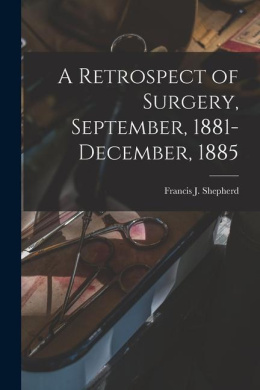 A Retrospect of
Surgery,
September, 1881-
December, 1885
Francis J. Shepherd